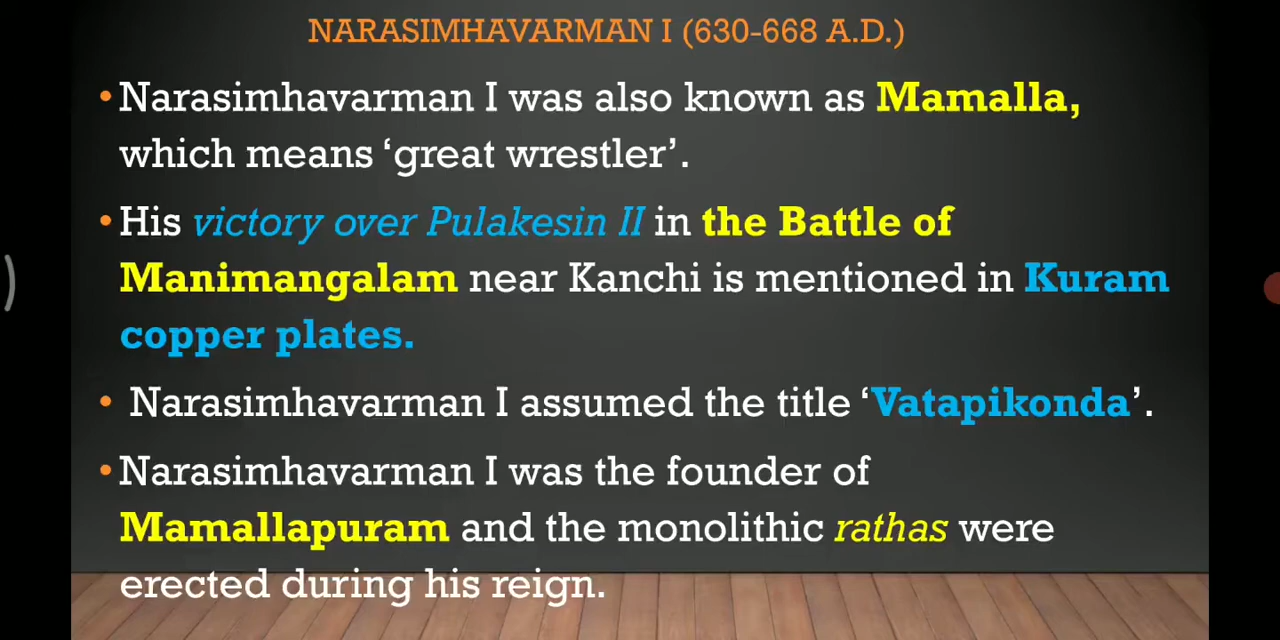 NARASIMHAVARMAN I (630-668 A.D.)
•Narasimhavarman I was also known as Mamalla,
which means ‘great wrestler’.
•His victory over Pulakesin II in the Battle of
Manimangalam near Kanchi is mentioned in Kuram
copper plates.
• Narasimhavarman I assumed the title ‘Vatapikonda’.
•Narasimhavarman I was the founder of
Mamallapuram and the monolithic rathas were
erected during his reign.